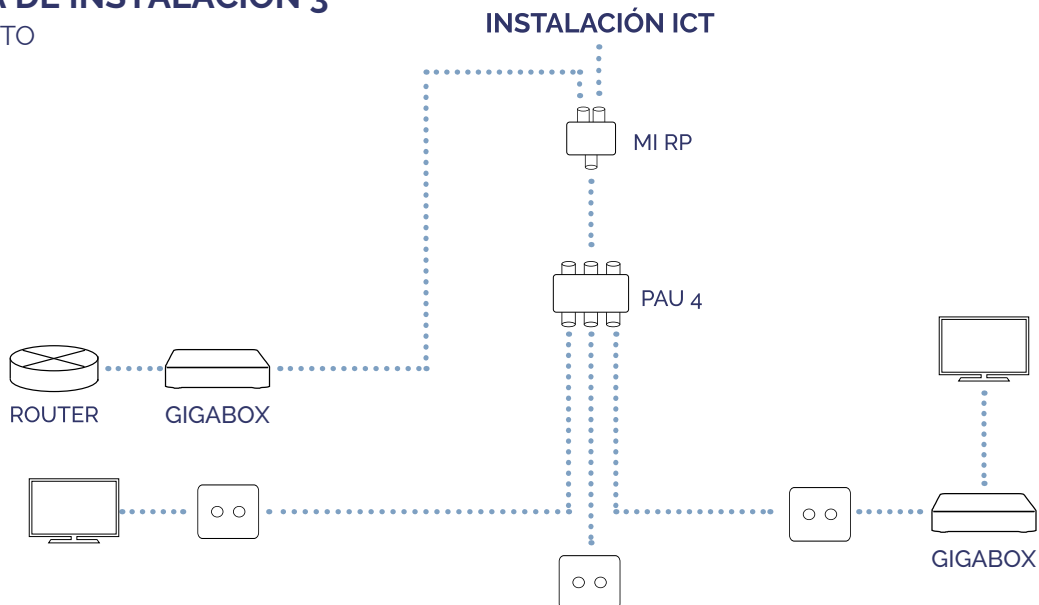 A DE INSTALACIÓN 3
TO
INSTALACIÓN ICT
MI RP
PAU 4
ROUTER
GIGABOX
GIGABOX